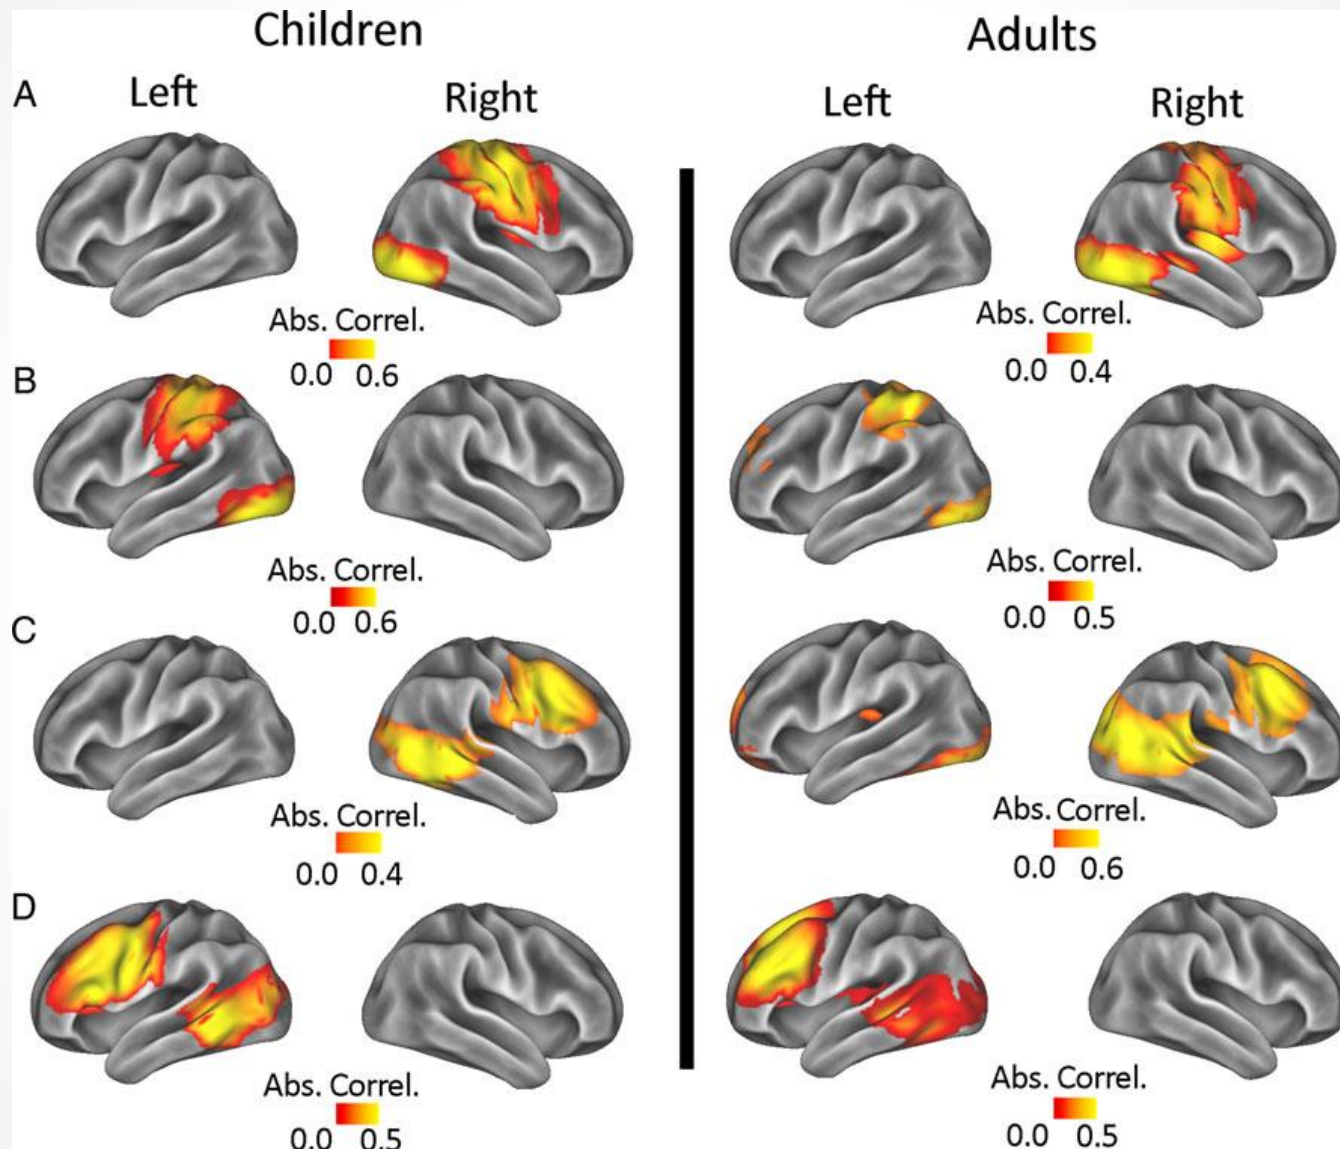 Children Adults
A Left Right Left Right
Abs. Correl. Abs. Correl.
0.0 0.6 0.0 0.4
B
Abs. Correl. Abs. Correl.
0.0 0.6 0.0 0.5
C
Abs. Correl. Abs. Correl.
0.0 0.4 0.0 0.6
D
Abs. Correl. Abs. Correl.
0.0 0.5 0.0 0.5